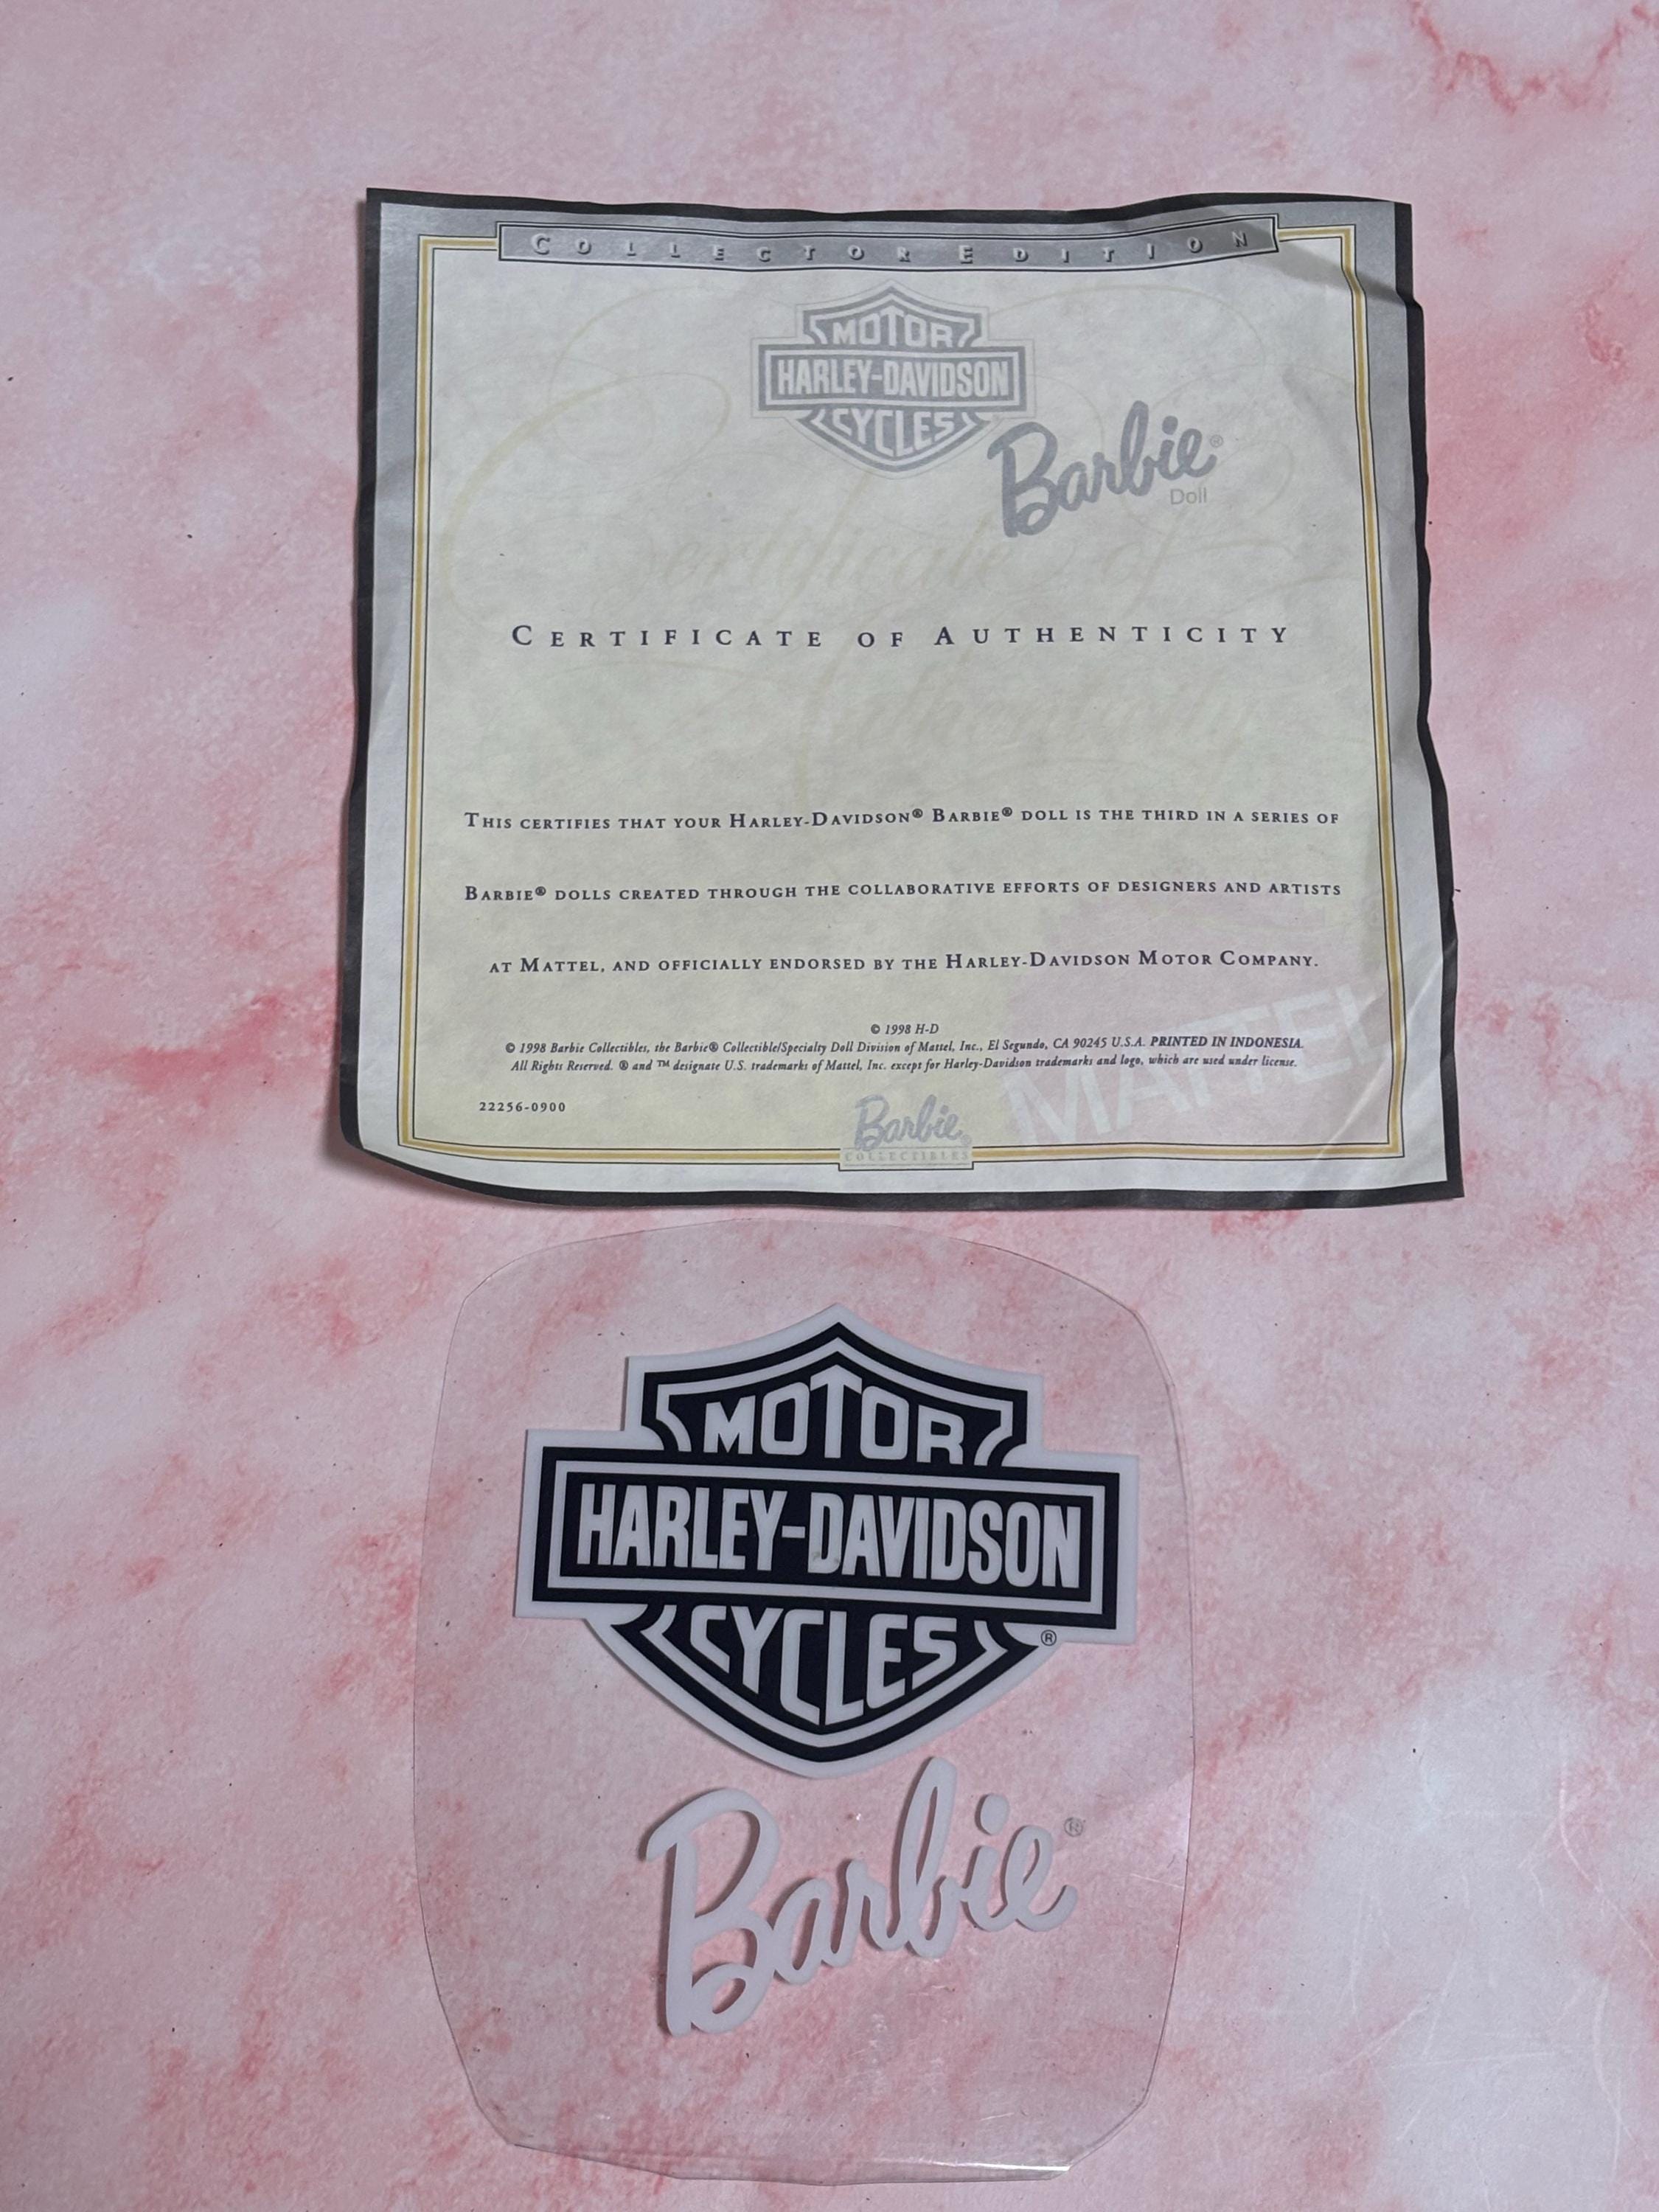 COLLECTOR EDITION
MOTOR
HARLEY-DAVIDSON
CYCLES
Barbie®
Doll
Certificate of
CERTIFICATE OF AUTHENTICITY
THIS CERTIFIES THAT YOUR HARLEY-DAVIDSON® BARBIE® DOLL IS THE THIRD IN A SERIES OF
BARBIE® DOLLS CREATED THROUGH THE COLLABORATIVE EFFORTS OF DESIGNERS AND ARTISTS
AT MATTEL, AND OFFICIALLY ENDORSED BY THE HARLEY-DAVIDSON MOTOR COMPANY.
© 1998 H-D
© 1998 Barbie Collectibles, the Barbie® Collectible/Specialty Doll Division of Mattel, Inc., El Segundo, CA 90245 U.S.A. PRINTED IN INDONESIA.
All Rights Reserved. ® and ™ designate U.S. trademarks of Mattel, Inc. except for Harley-Davidson trademarks and logo, which are used under license.
MATTEL
22256-0900
Barbie®
COLLECTIBLES
MOTOR
HARLEY-DAVIDSON
CYCLES ®
Barbie®